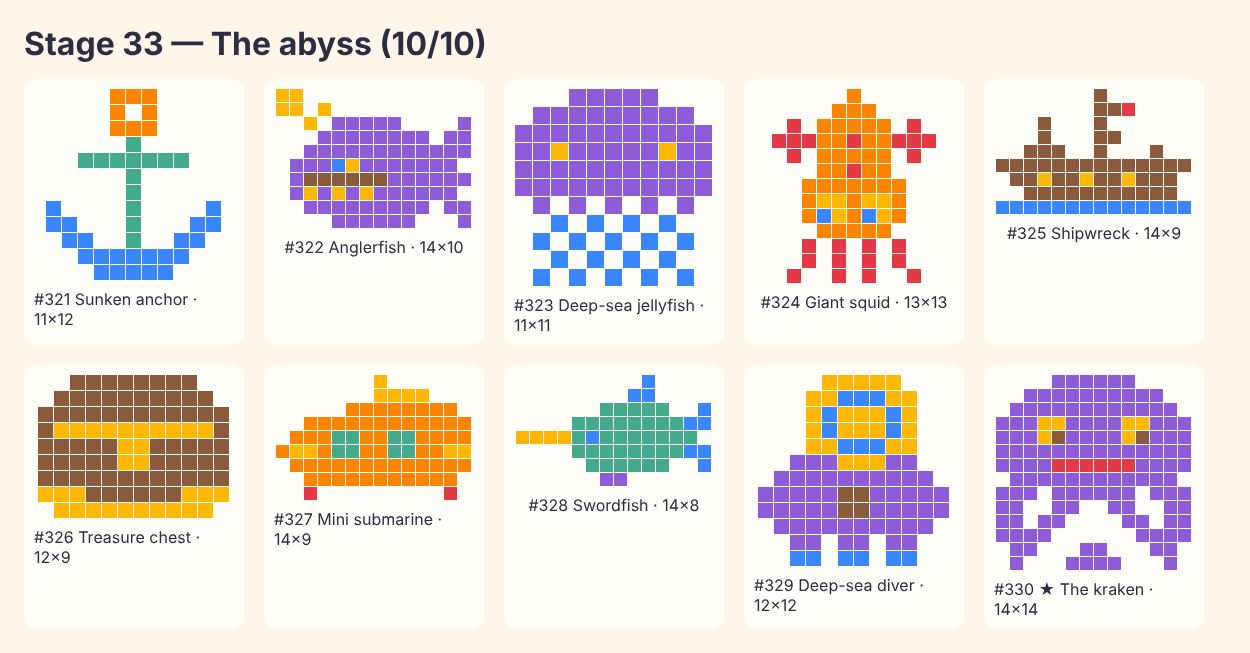 Stage 33 — The abyss (10/10)
#321 Sunken anchor ·
11×12
#322 Anglerfish · 14×10
#323 Deep-sea jellyfish ·
11×11
#324 Giant squid · 13×13
#325 Shipwreck · 14×9
#326 Treasure chest ·
12×9
#327 Mini submarine ·
14×9
#328 Swordfish · 14×8
#329 Deep-sea diver ·
12×12
#330 ★ The kraken ·
14×14